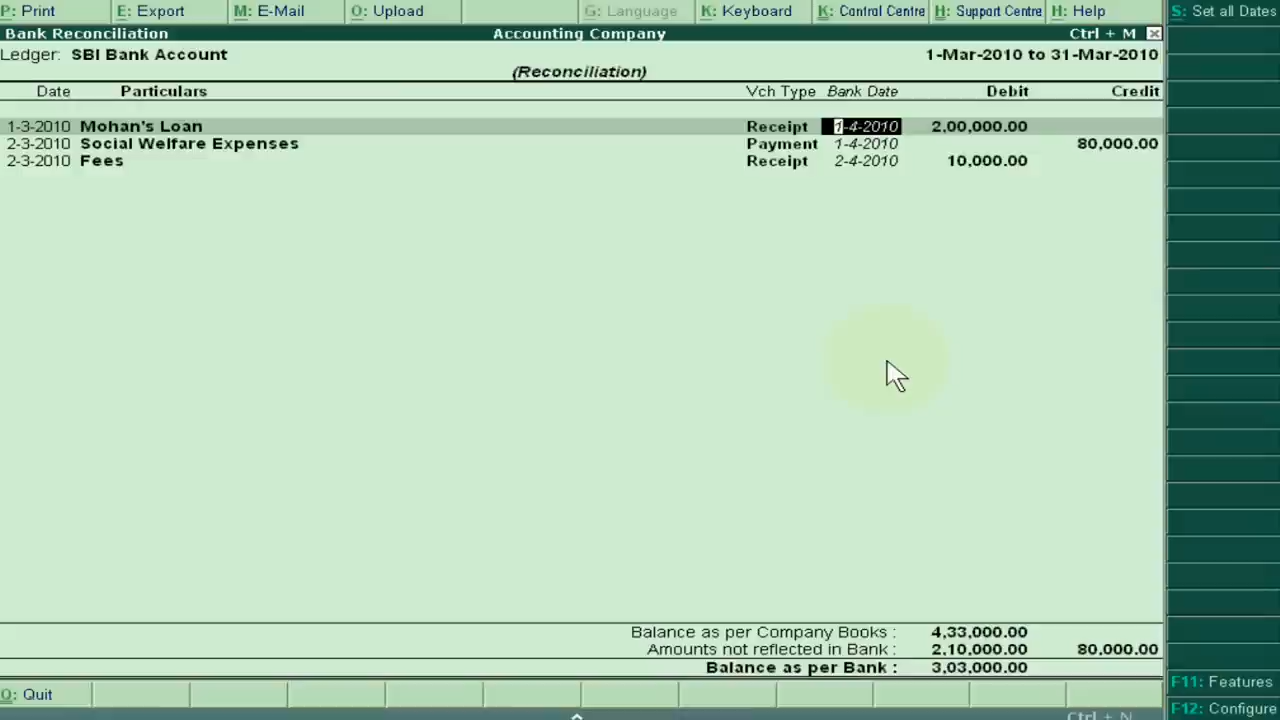 P: Print E: Export M: E-Mail O: Upload G: Language K: Keyboard K: Control Centre H: Support Centre H: Help S: Set all Dates
Bank Reconciliation Accounting Company Ctrl + M
Ledger: SBI Bank Account 1-Mar-2010 to 31-Mar-2010
(Reconciliation)
Date Particulars Vch Type Bank Date Debit Credit
1-3-2010 Mohan's Loan Receipt 1-4-2010 2,00,000.00
2-3-2010 Social Welfare Expenses Payment 1-4-2010 80,000.00
2-3-2010 Fees Receipt 2-4-2010 10,000.00
Balance as per Company Books : 4,33,000.00
Amounts not reflected in Bank : 2,10,000.00 80,000.00
Balance as per Bank : 3,03,000.00
F11: Features
Q: Quit
F12: Configure
Ctrl + N